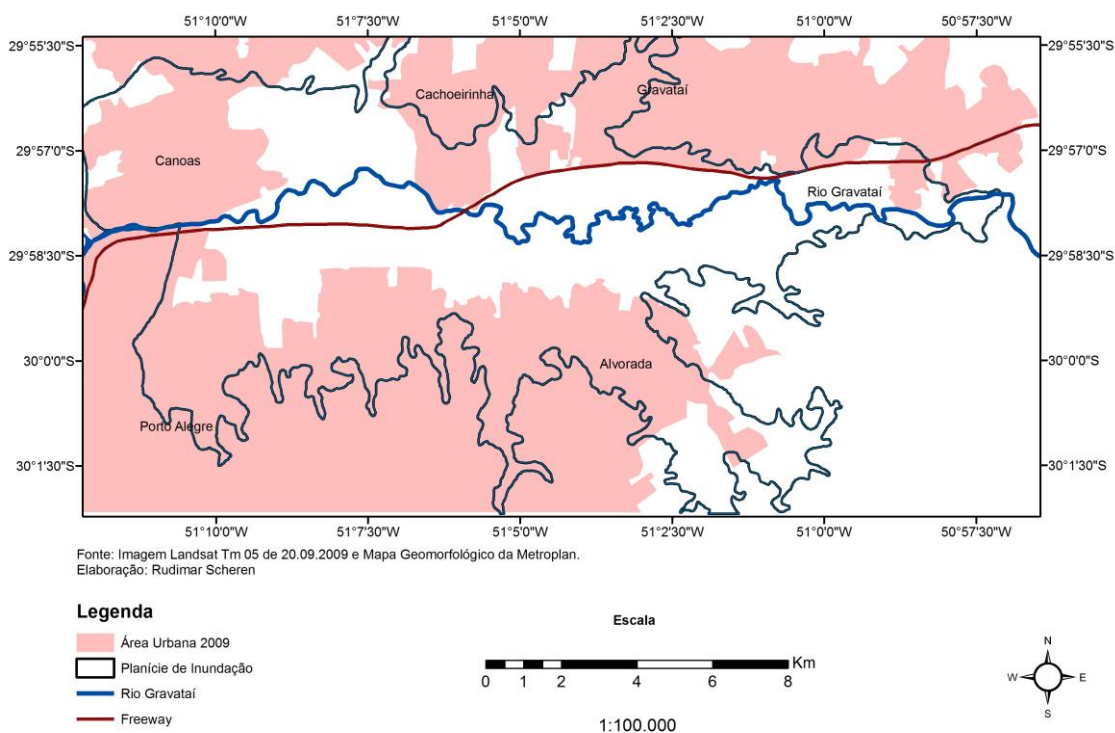 51°10'0"W 51°7'30"W 51°5'0"W 51°2'30"W 51°0'0"W 50°57'30"W
29°55'30"S 29°55'30"S
Cachoeirinha Gravataí
29°57'0"S 29°57'0"S
Canoas
Rio Gravataí
29°58'30"S 29°58'30"S
30°0'0"S 30°0'0"S
Alvorada
Porto Alegre
30°1'30"S 30°1'30"S
51°10'0"W 51°7'30"W 51°5'0"W 51°2'30"W 51°0'0"W 50°57'30"W
Fonte: Imagem Landsat Tm 05 de 20.09.2009 e Mapa Geomorfológico da Metroplan.
Elaboração: Rudimar Scheren
Legenda
Área Urbana 2009
Planície de Inundação
Rio Gravataí
Freeway
Escala
Km
0 1 2 4 6 8
1:100.000
N
W E
S